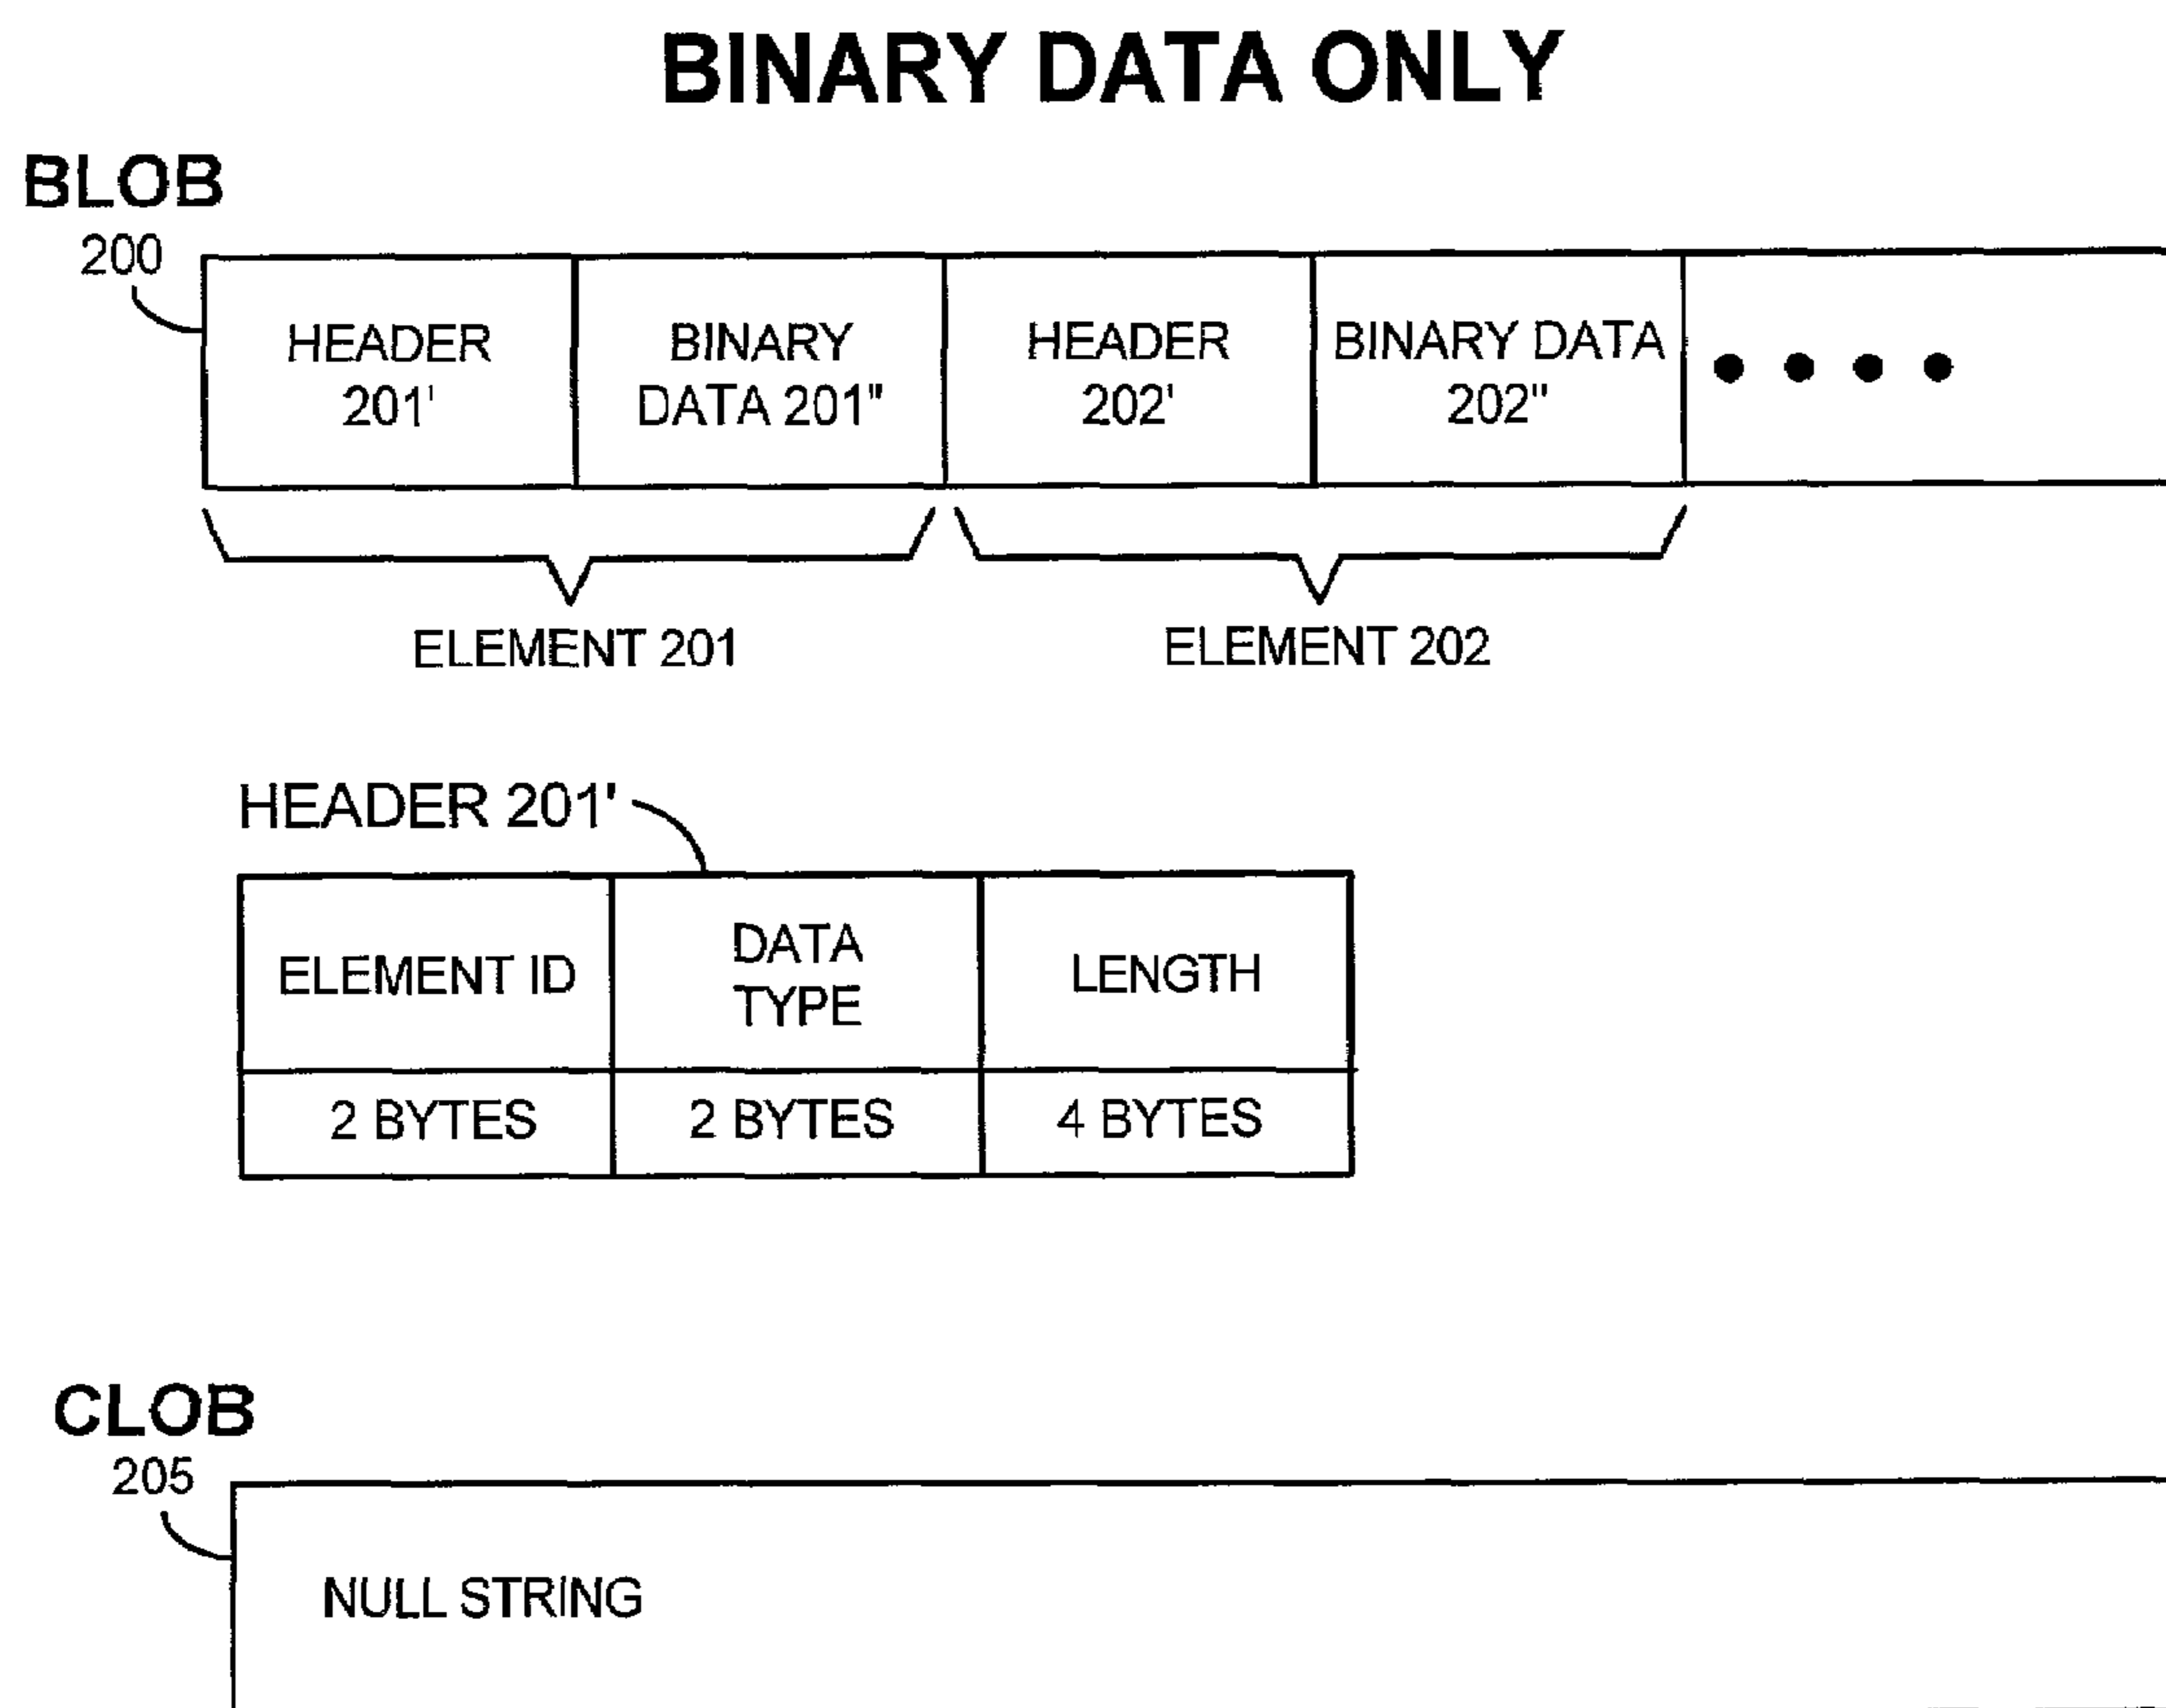 BINARY DATA ONLY
BLOB
200
HEADER
201'
BINARY
DATA 201"
HEADER
202'
BINARY DATA
202"
ELEMENT 201
ELEMENT 202
HEADER 201'
ELEMENT ID
DATA
TYPE
LENGTH
2 BYTES
2 BYTES
4 BYTES
CLOB
205
NULL STRING